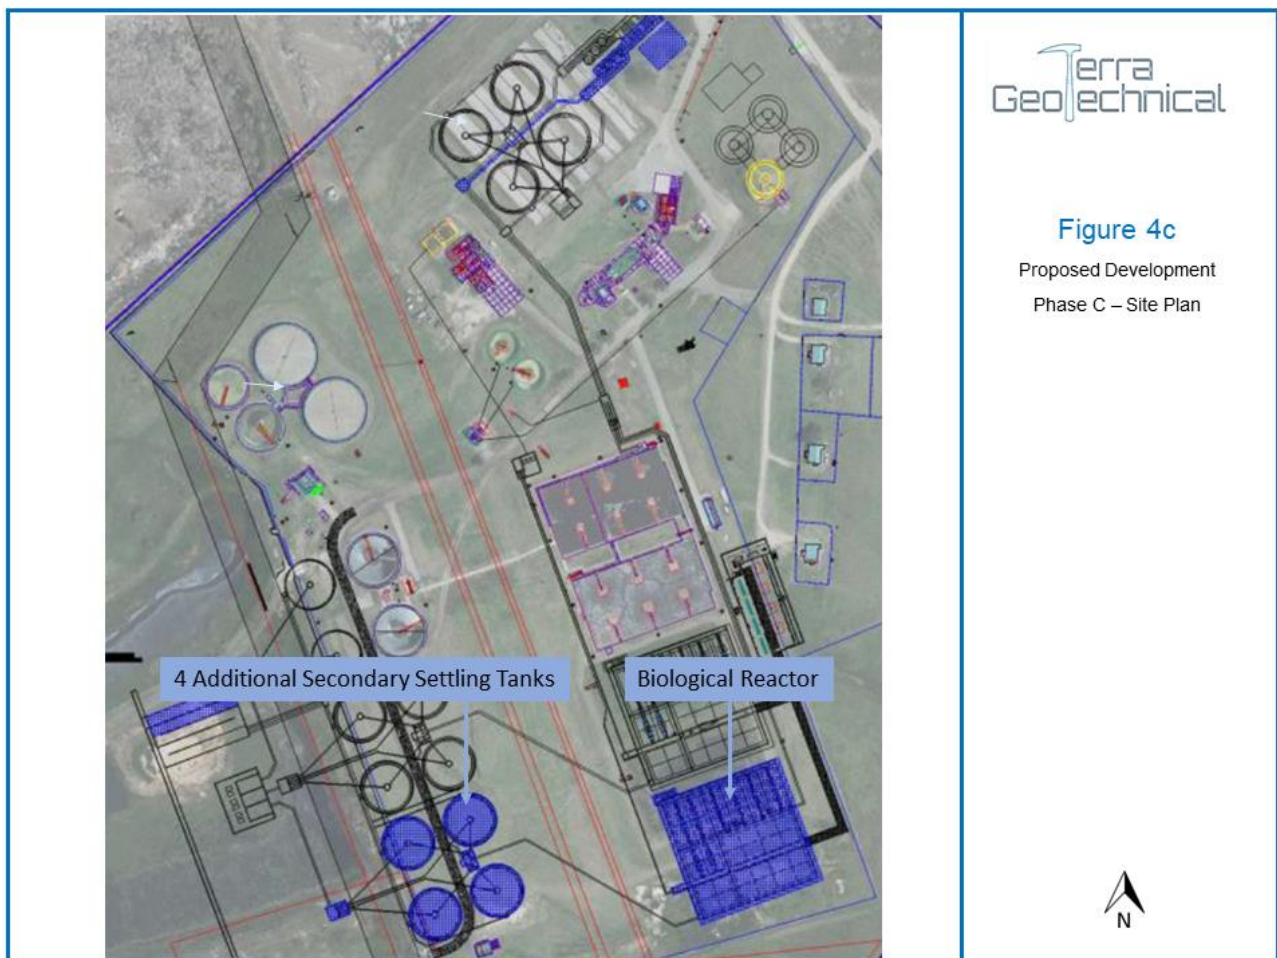 Terra
GeoTechnical
Figure 4c
Proposed Development
Phase C – Site Plan
4 Additional Secondary Settling Tanks
Biological Reactor
N